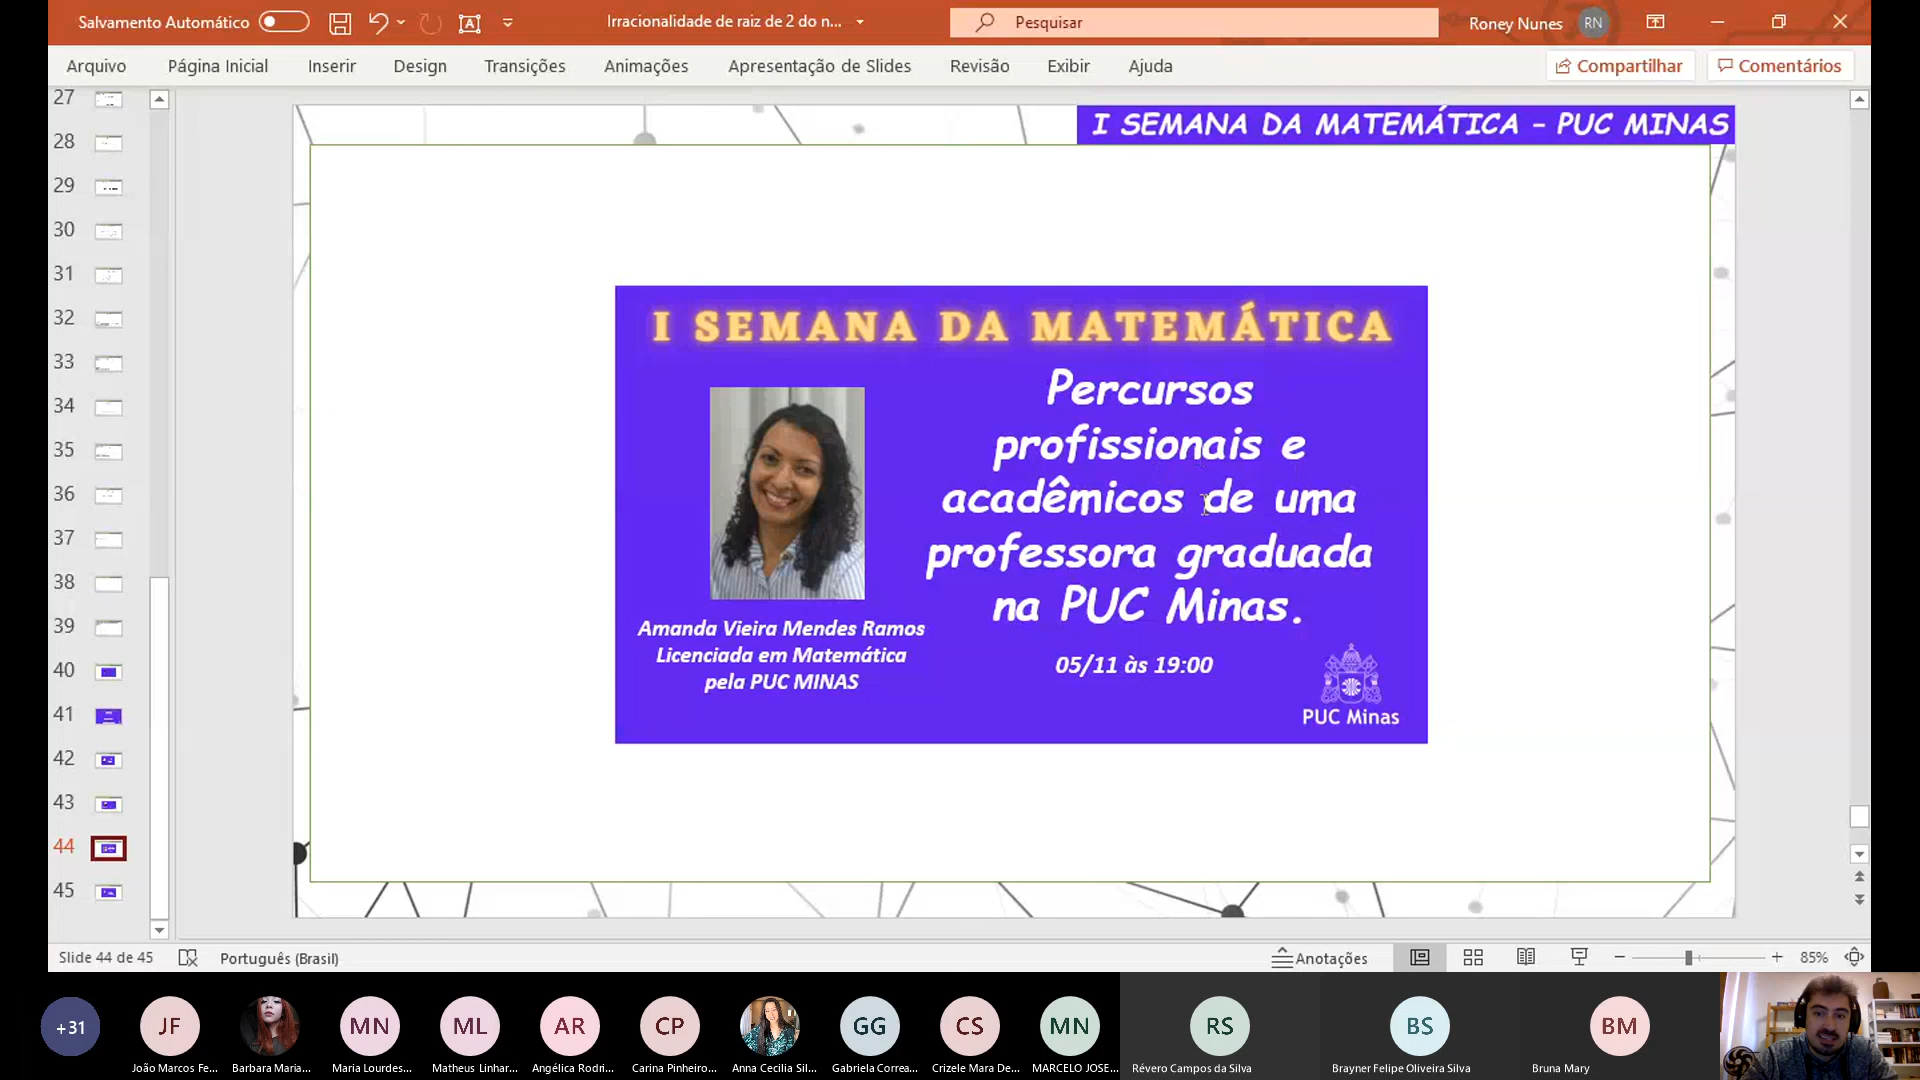 Salvamento Automático
Irracionalidade de raiz de 2 do n...
Pesquisar
Roney Nunes
RN
Arquivo
Página Inicial
Inserir
Design
Transições
Animações
Apresentação de Slides
Revisão
Exibir
Ajuda
Compartilhar
Comentários
27
28
29
30
31
32
33
34
35
36
37
38
39
40
41
42
43
44
45
I SEMANA DA MATEMÁTICA - PUC MINAS
I SEMANA DA MATEMÁTICA
Percursos
profissionais e
acadêmicos de uma
professora graduada
na PUC Minas.
Amanda Vieira Mendes Ramos
Licenciada em Matemática
pela PUC MINAS
05/11 às 19:00
PUC Minas
Slide 44 de 45
Português (Brasil)
Anotações
85%
+31
JF
João Marcos Fe...
Barbara Maria...
MN
Maria Lourdes...
ML
Matheus Linhar...
AR
Angélica Rodri...
CP
Carina Pinheiro...
Anna Cecilia Sil...
GG
Gabriela Correa...
CS
Crizele Mara De...
MN
MARCELO JOSE...
RS
Révero Campos da Silva
BS
Brayner Felipe Oliveira Silva
BM
Bruna Mary